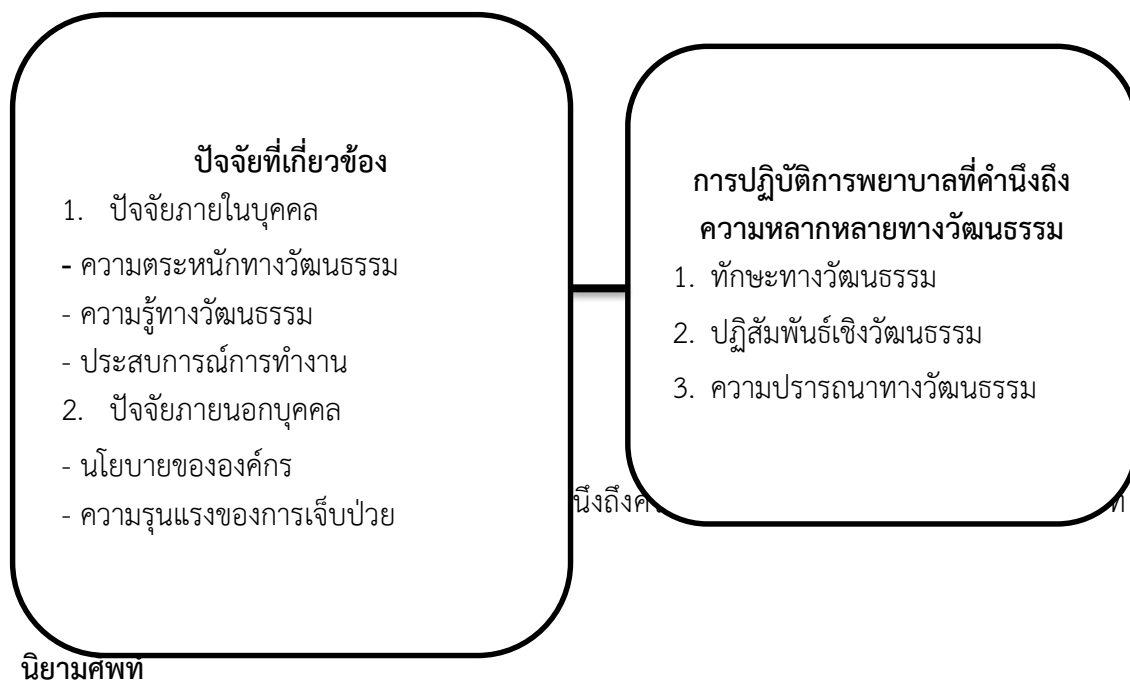 ปัจจัยที่เกี่ยวข้อง
1. ปัจจัยภายในบุคคล
- ความตระหนักทางวัฒนธรรม
- ความรู้ทางวัฒนธรรม
- ประสบการณ์การทำงาน
2. ปัจจัยภายนอกบุคคล
- นโยบายขององค์กร
- ความรุนแรงของการเจ็บป่วย
การปฏิบัติการพยาบาลที่คำนึงถึง
ความหลากหลายทางวัฒนธรรม
1. ทักษะทางวัฒนธรรม
2. ปฏิสัมพันธ์เชิงวัฒนธรรม
3. ความปรารถนาทางวัฒนธรรม
นึงถึง
นิยามศัพท์